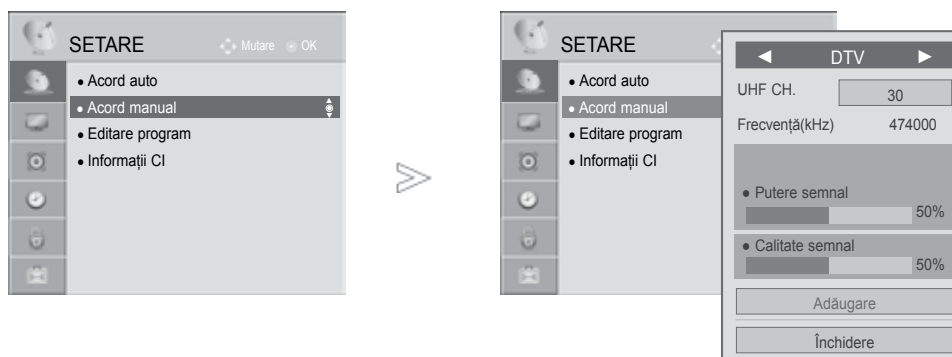 SETARE
Mutare OK
• Acord auto
• Acord manual
• Editare program
• Informații CI
SETARE
• Acord auto
• Acord manual
• Editare program
• Informații CI
◄ DTV ►
UHF CH. 30
Frecvență(kHz) 474000
• Putere semnal
50%
• Calitate semnal
50%
Adăugare
Închidere